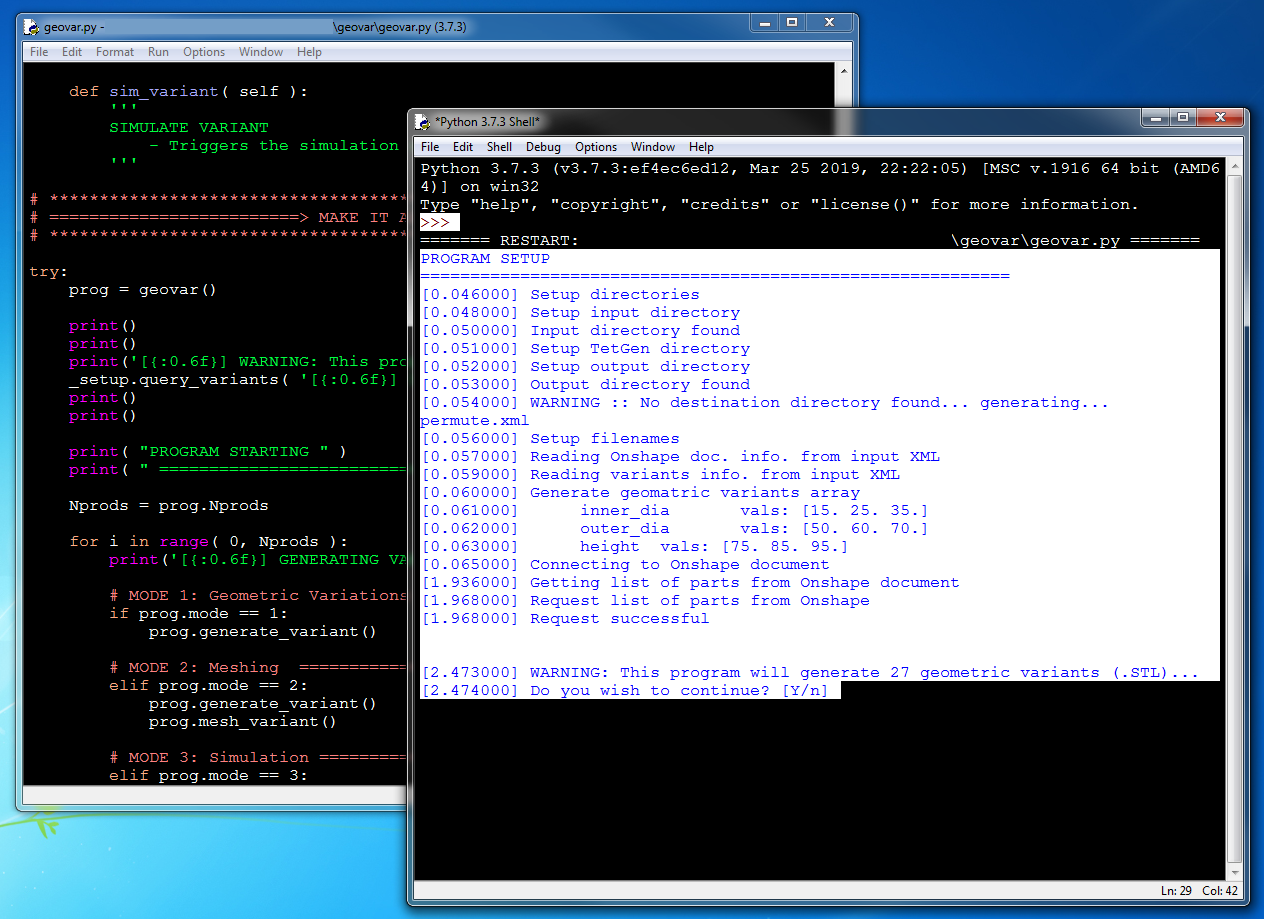 geovar.py - \geovar\geovar.py (3.7.3)
File Edit Format Run Options Window Help
def sim_variant( self ):
'''
SIMULATE VARIANT
- Triggers the simulation
'''
# ************************************
# =========================> MAKE IT A
# ************************************
try:
prog = geovar()
print()
print()
print('[{:0.6f}] WARNING: This pro
_setup.query_variants( '[{:0.6f}]
print()
print()
print( "PROGRAM STARTING " )
print( " =========================
Nprods = prog.Nprods
for i in range( 0, Nprods ):
print('[{:0.6f}] GENERATING VA
# MODE 1: Geometric Variations
if prog.mode == 1:
prog.generate_variant()
# MODE 2: Meshing ===========
elif prog.mode == 2:
prog.generate_variant()
prog.mesh_variant()
# MODE 3: Simulation =========
elif prog.mode == 3:
*Python 3.7.3 Shell*
File Edit Shell Debug Options Window Help
Python 3.7.3 (v3.7.3:ef4ec6ed12, Mar 25 2019, 22:22:05) [MSC v.1916 64 bit (AMD6
4)] on win32
Type "help", "copyright", "credits" or "license()" for more information.
>>>
======= RESTART: \geovar\geovar.py =======
PROGRAM SETUP
===========================================================
[0.046000] Setup directories
[0.048000] Setup input directory
[0.050000] Input directory found
[0.051000] Setup TetGen directory
[0.052000] Setup output directory
[0.053000] Output directory found
[0.054000] WARNING :: No destination directory found... generating...
permute.xml
[0.056000] Setup filenames
[0.057000] Reading Onshape doc. info. from input XML
[0.059000] Reading variants info. from input XML
[0.060000] Generate geomatric variants array
[0.061000] inner_dia vals: [15. 25. 35.]
[0.062000] outer_dia vals: [50. 60. 70.]
[0.063000] height vals: [75. 85. 95.]
[0.065000] Connecting to Onshape document
[1.936000] Getting list of parts from Onshape document
[1.968000] Request list of parts from Onshape
[1.968000] Request successful
[2.473000] WARNING: This program will generate 27 geometric variants (.STL)...
[2.474000] Do you wish to continue? [Y/n]
Ln: 29 Col: 42